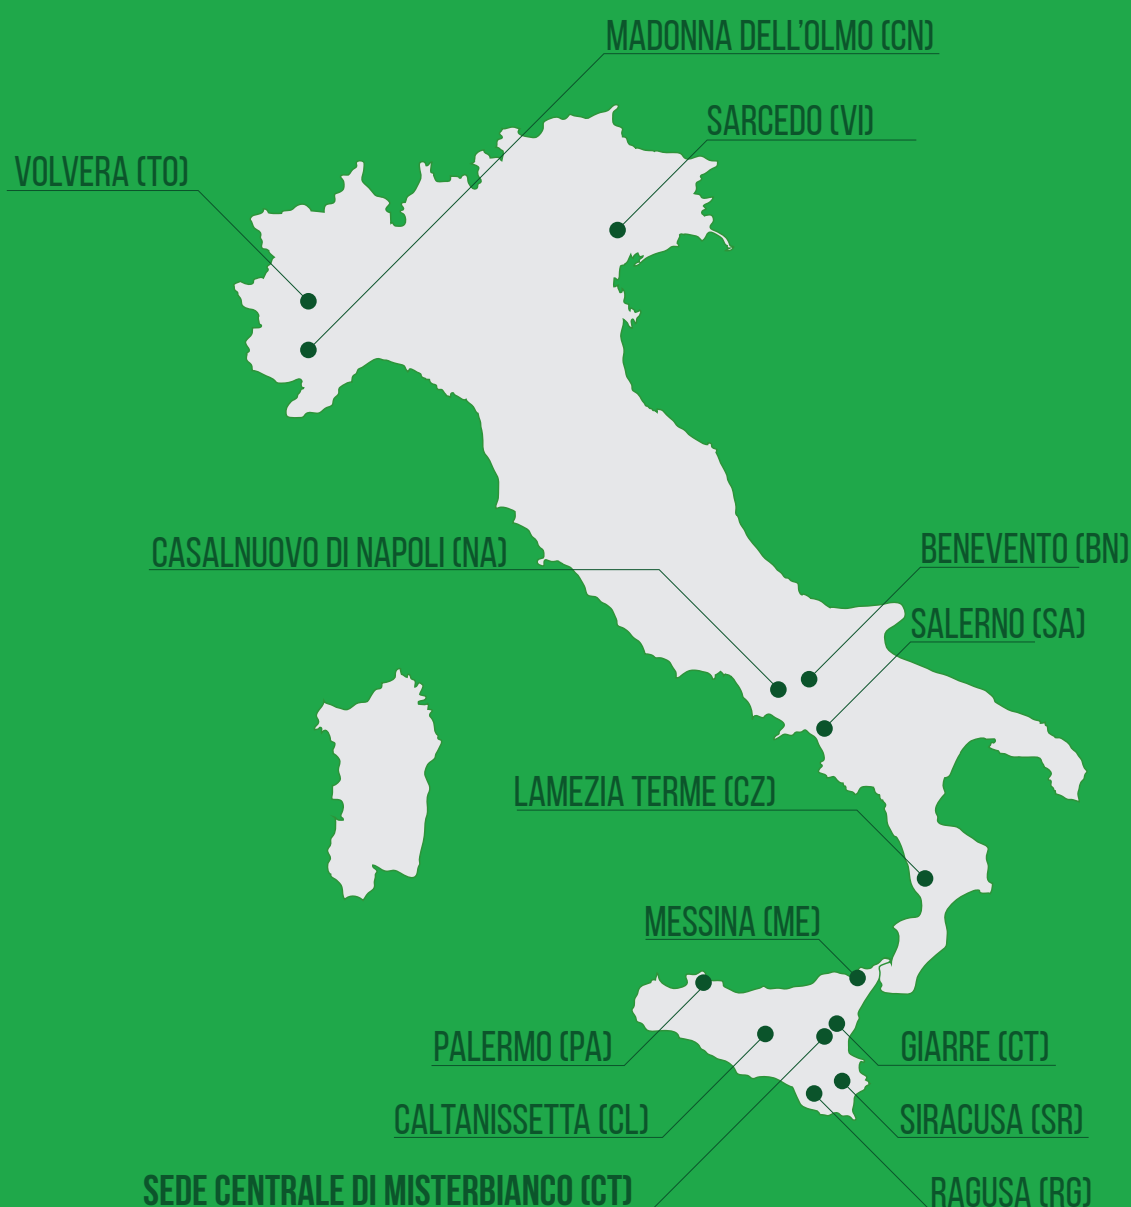 MADONNA DELL'OLMO (CN)
SARCEDO (VI)
VOLVERA (TO)
CASALNUOVO DI NAPOLI (NA)
BENEVENTO (BN)
SALERNO (SA)
LAMEZIA TERME (CZ)
MESSINA (ME)
PALERMO (PA)
GIARRE (CT)
CALTANISSETTA (CL)
SIRACUSA (SR)
SEDE CENTRALE DI MISTERBIANCO (CT)
RAGUSA (RG)